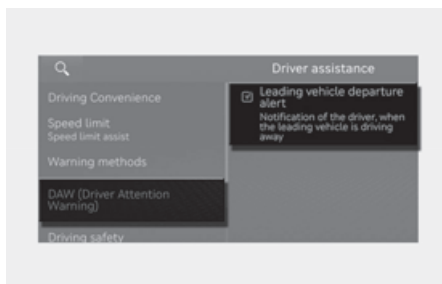 Driver assistance
Driving Convenience
Speed limit
Speed limit assist
Warning methods
DAW (Driver Attention
Warning)
Driving safety
Leading vehicle departure
alert
Notification of the driver, when
the leading vehicle is driving
away